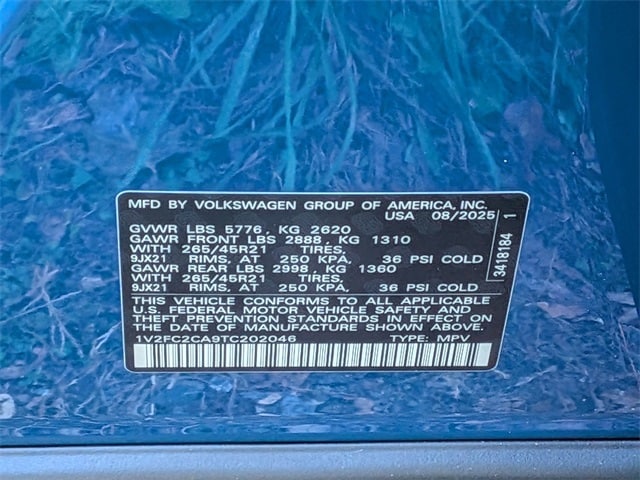 MFD BY VOLKSWAGEN GROUP OF AMERICA, INC.
USA 08/2025
GVWR LBS 5776, KG 2620
GAWR FRONT LBS 2888, KG 1310
WITH 265/45R21 TIRES,
9JX21 RIMS, AT 250 KPA, 36 PSI COLD
GAWR REAR LBS 2998, KG 1360
WITH 265/45R21 TIRES,
9JX21 RIMS, AT 250 KPA, 36 PSI COLD
THIS VEHICLE CONFORMS TO ALL APPLICABLE
U.S. FEDERAL MOTOR VEHICLE SAFETY AND
THEFT PREVENTION STANDARDS IN EFFECT ON
THE DATE OF MANUFACTURE SHOWN ABOVE.
1V2FC2CA9TC202046 TYPE: MPV
3418184 1